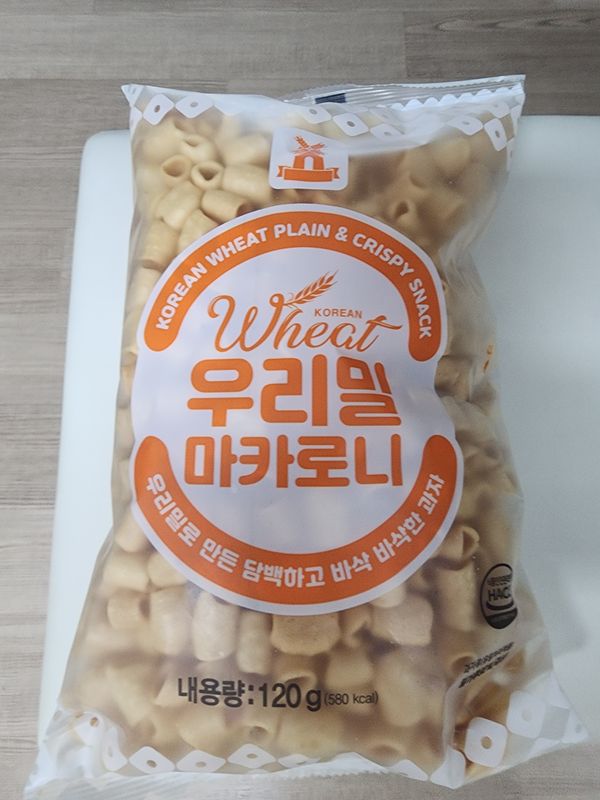 KOREAN WHEAT PLAIN & CRISPY SNACK
KOREAN
Wheat
우리밀
마카로니
우리밀로 만든 담백하고 바삭 바삭한 과자
내용량:120g(580 kcal)